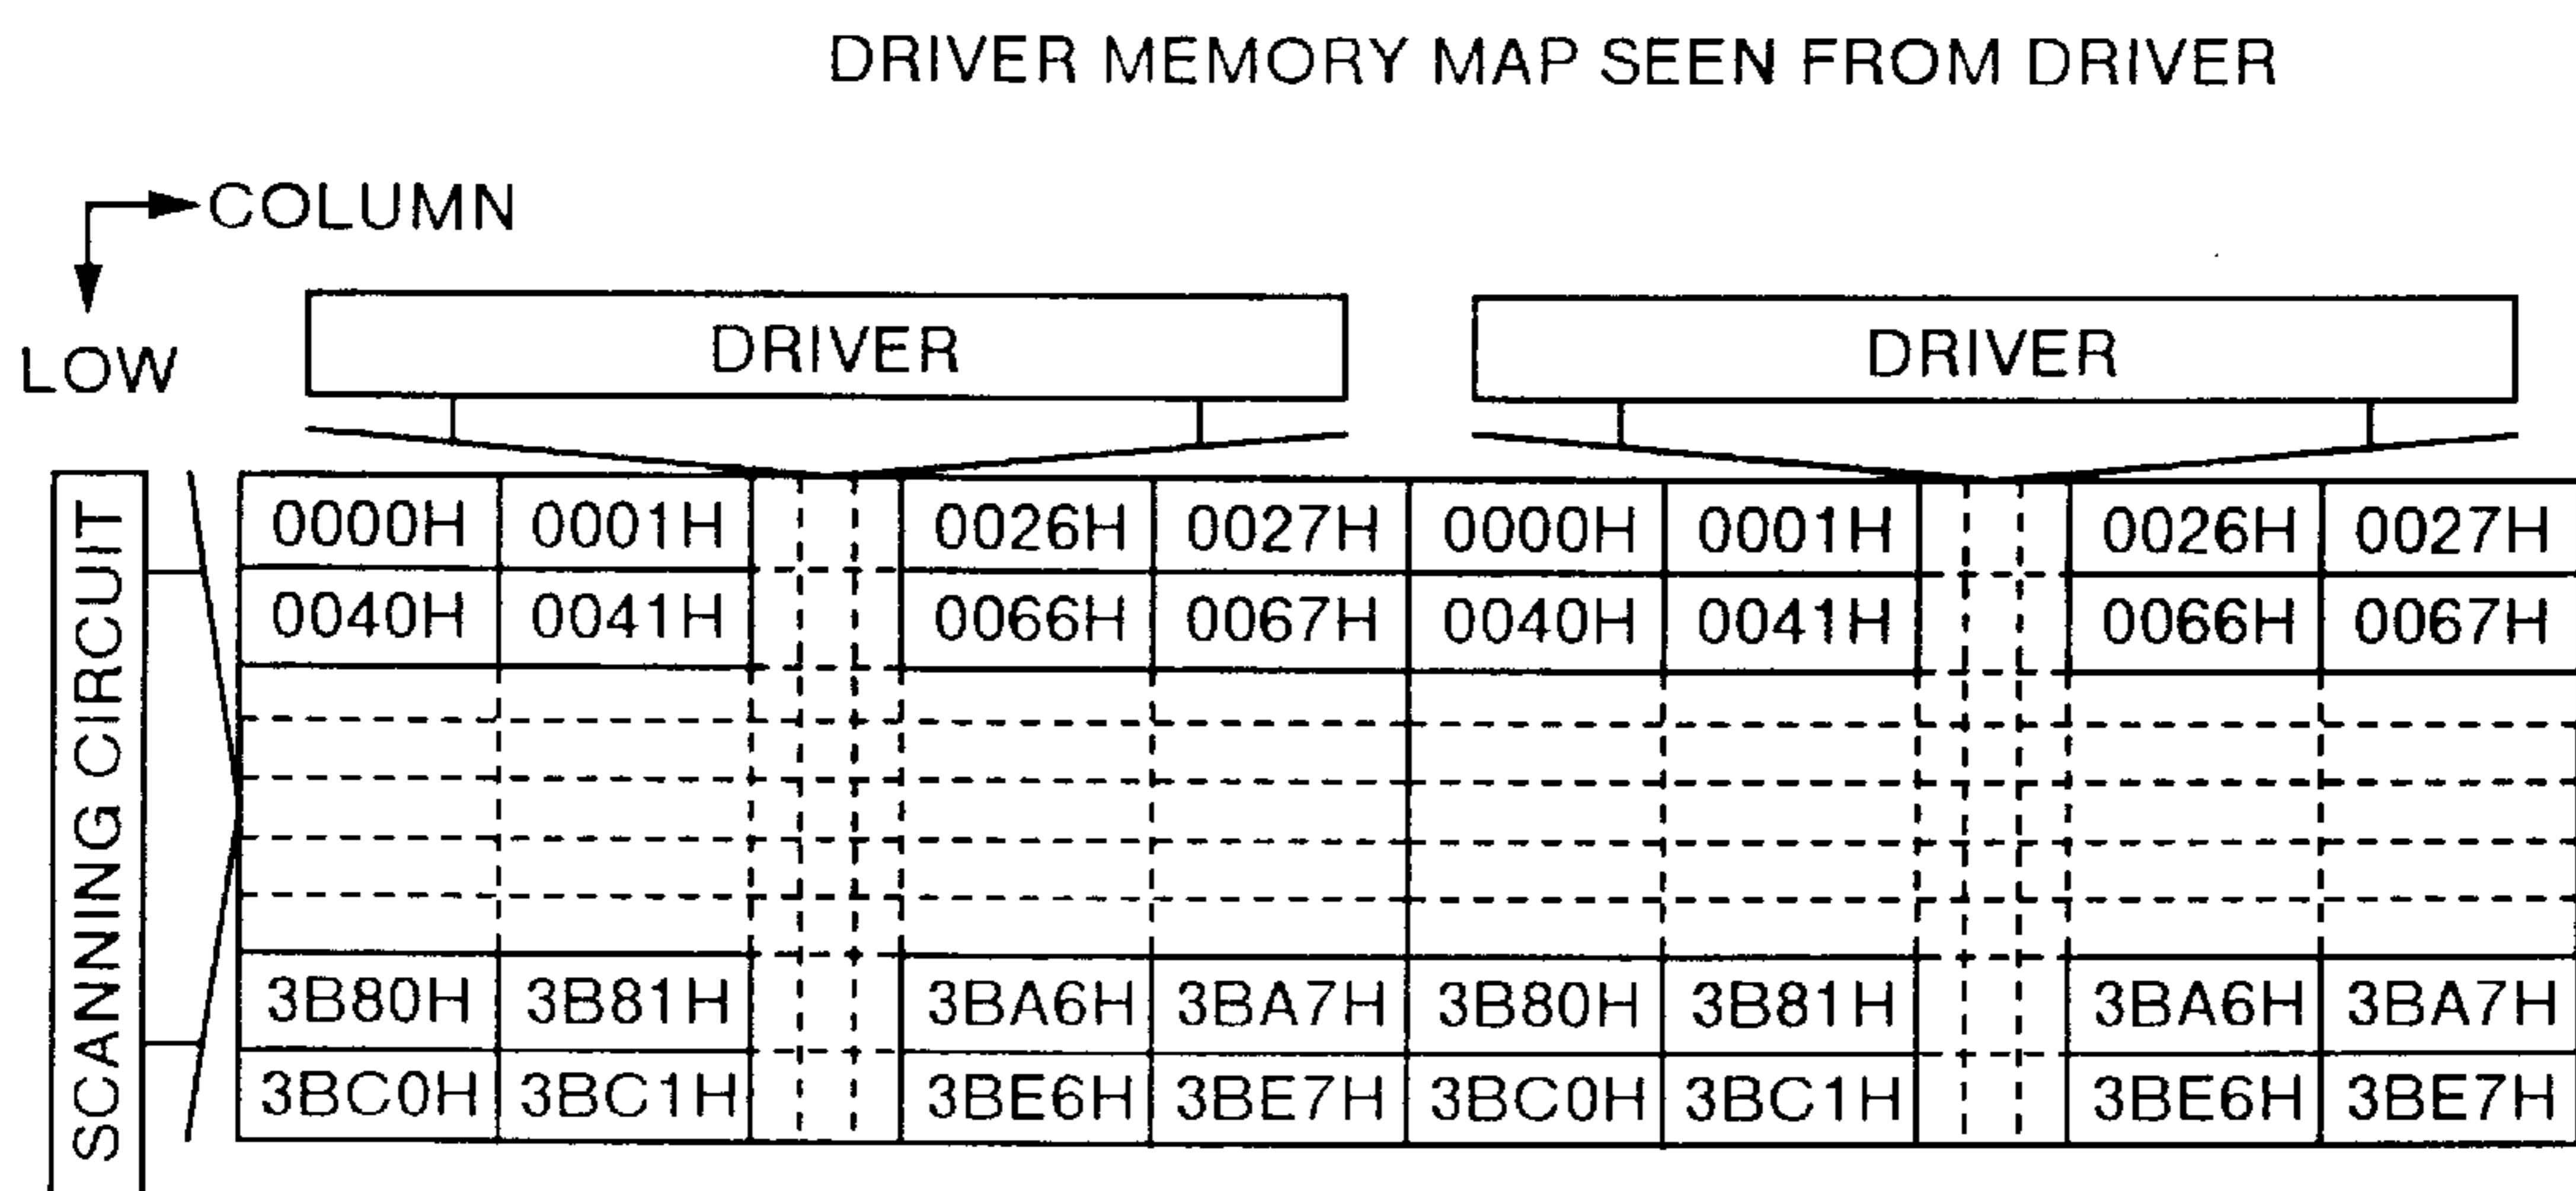 DRIVER MEMORY MAP SEEN FROM DRIVER
COLUMN
LOW
DRIVER DRIVER
SCANNING CIRCUIT
0000H 0001H 0026H 0027H 0000H 0001H 0026H 0027H
0040H 0041H 0066H 0067H 0040H 0041H 0066H 0067H
3B80H 3B81H 3BA6H 3BA7H 3B80H 3B81H 3BA6H 3BA7H
3BC0H 3BC1H 3BE6H 3BE7H 3BC0H 3BC1H 3BE6H 3BE7H